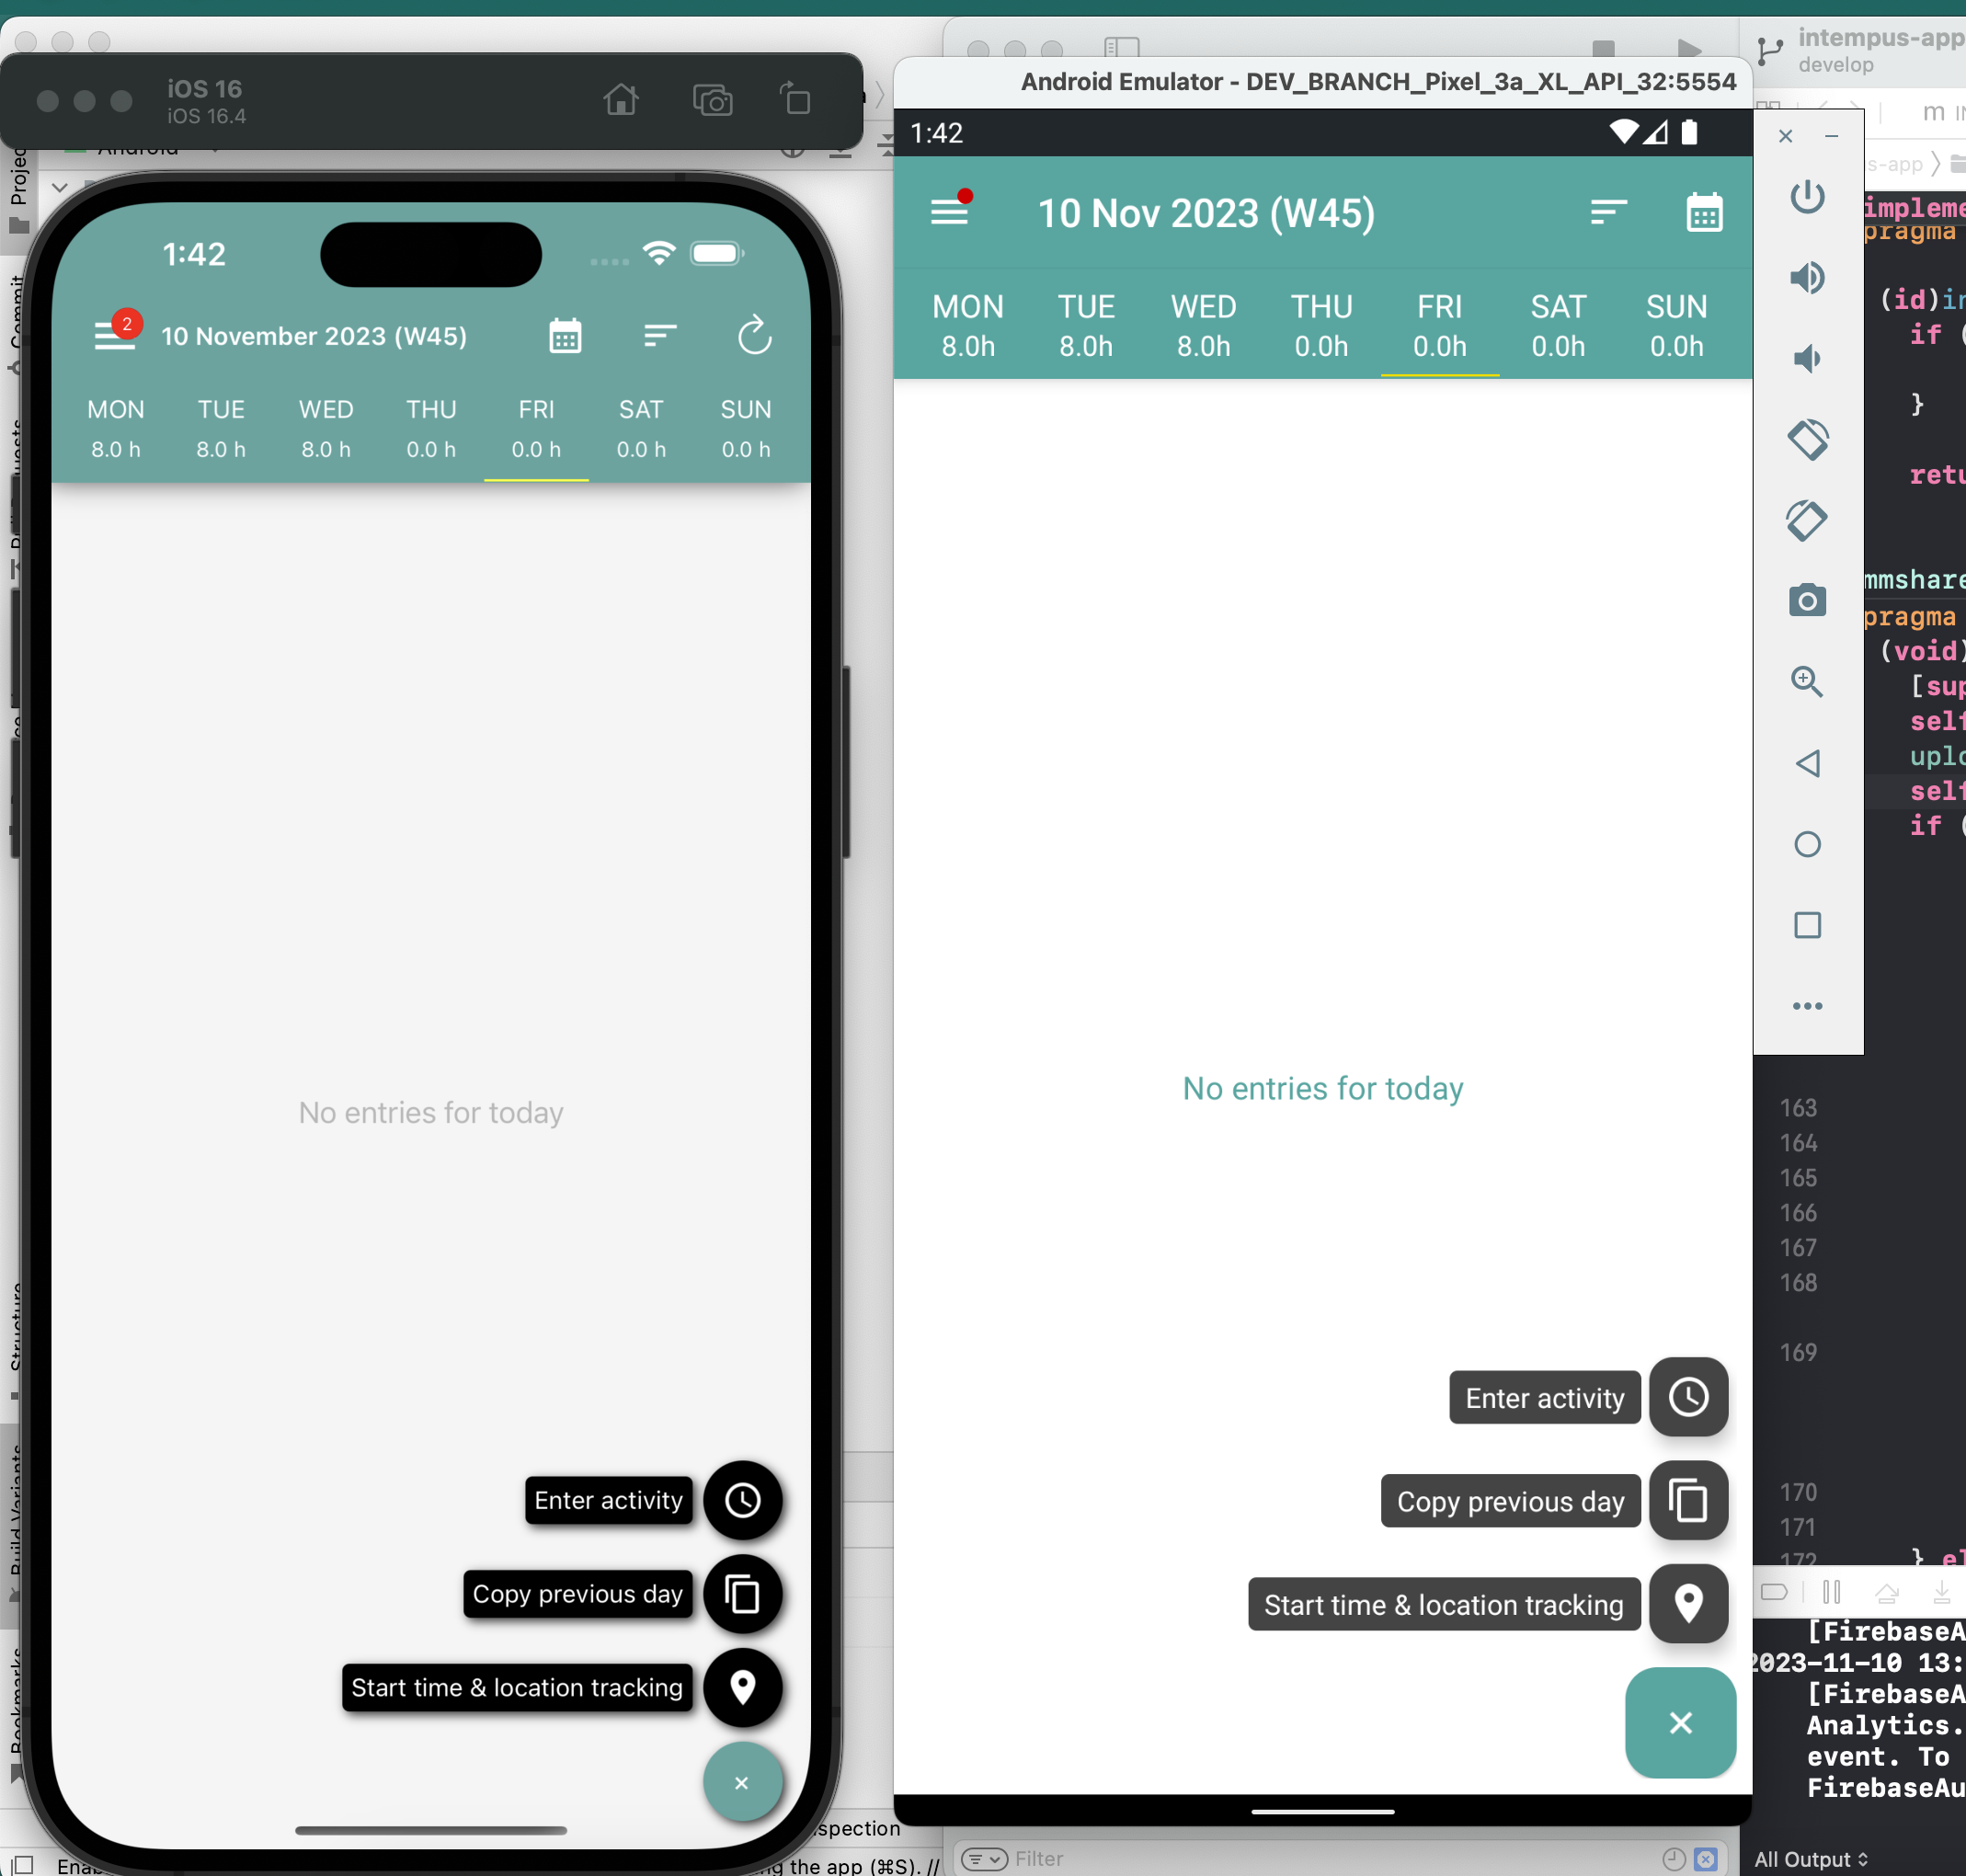 iOS 16
iOS 16.4
1:42
2
10 November 2023 (W45)
MON TUE WED THU FRI SAT SUN
8.0 h 8.0 h 8.0 h 0.0 h 0.0 h 0.0 h 0.0 h
No entries for today
Enter activity
Copy previous day
Start time & location tracking
Android Emulator - DEV_BRANCH_Pixel_3a_XL_API_32:5554
1:42
10 Nov 2023 (W45)
MON TUE WED THU FRI SAT SUN
8.0h 8.0h 8.0h 0.0h 0.0h 0.0h 0.0h
No entries for today
Enter activity
Copy previous day
Start time & location tracking
intempus-app
develop
s-app
impleme
pragma
(id)in
if (
}
retu
mmshare
pragma
(void)
[sup
self
uplo
self
if (
163
164
165
166
167
168
169
170
171
172 } el
[FirebaseA
2023-11-10 13:
[FirebaseA
Analytics.
event. To
FirebaseAu
All Output
Filter
Projec
Commit
Structure
Build Variants
Bookmarks
spection
ng the app (⌘S). //